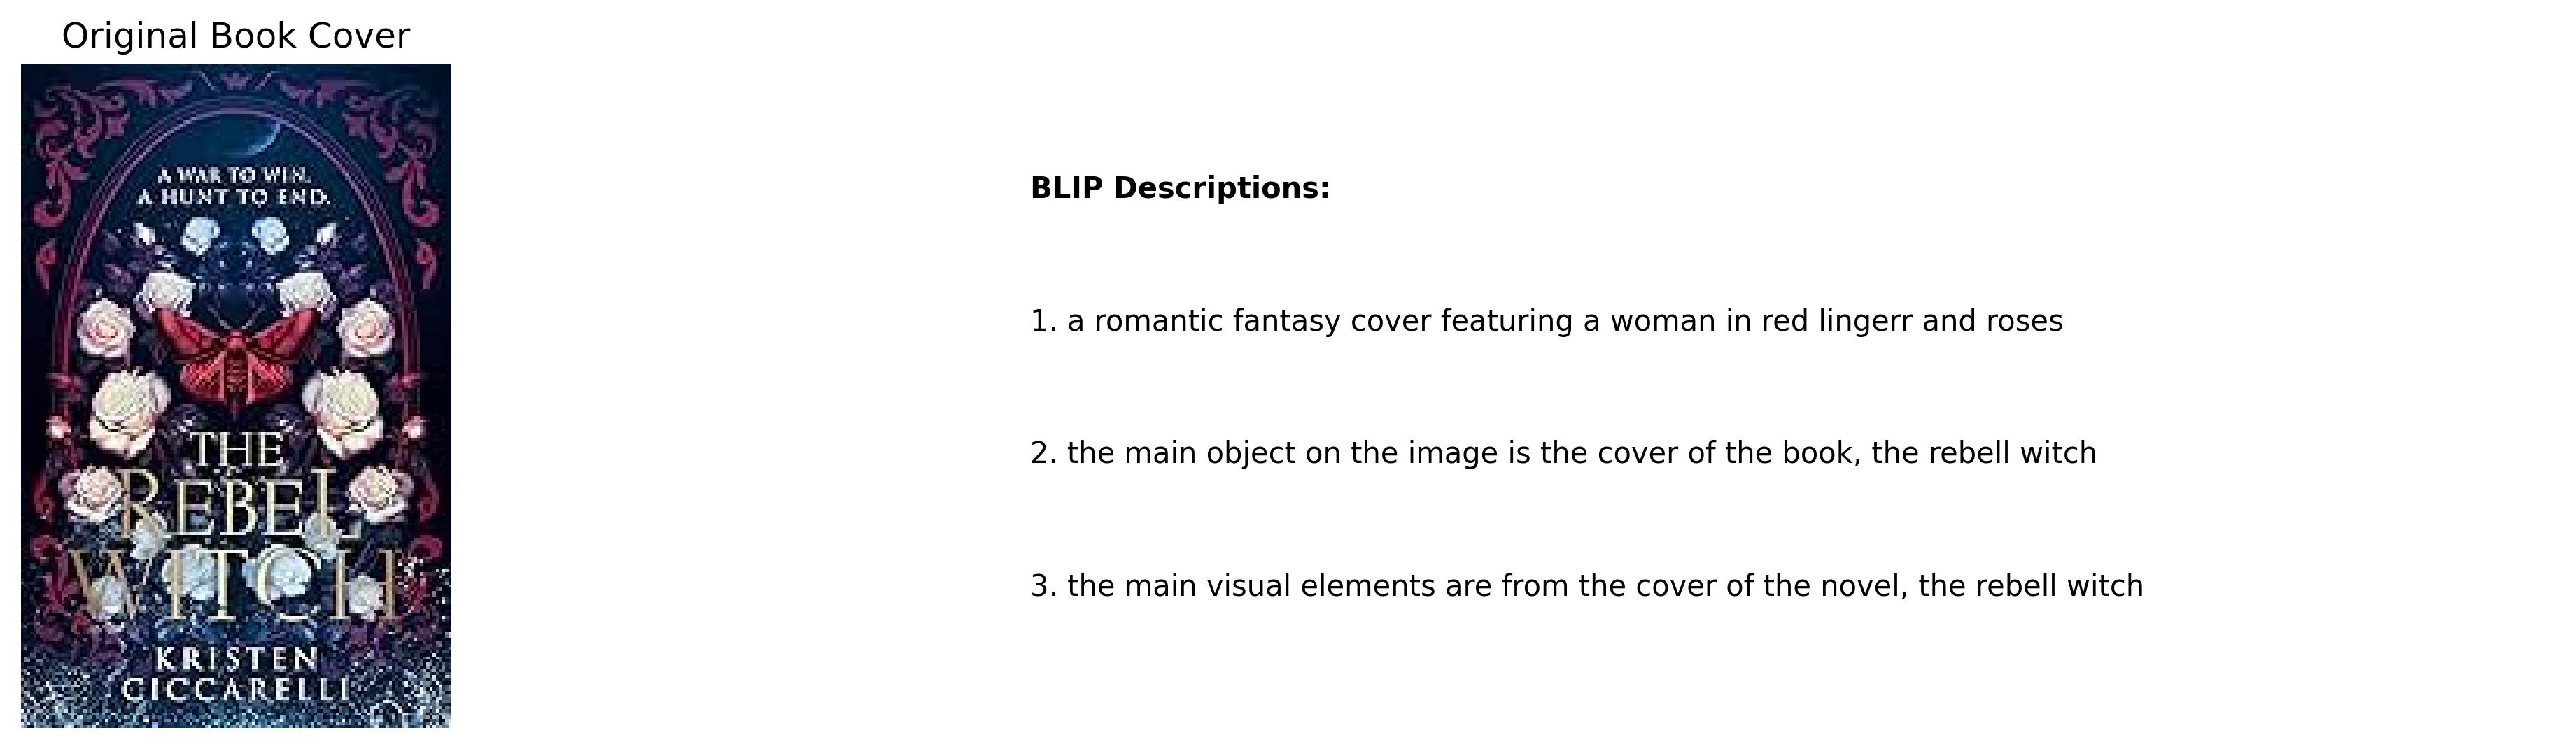 Original Book Cover
A WAR TO WIN.
A HUNT TO END.
THE
REBEL
WITCH
KRISTEN
CICCARELLI
BLIP Descriptions:
1. a romantic fantasy cover featuring a woman in red lingerr and roses
2. the main object on the image is the cover of the book, the rebell witch
3. the main visual elements are from the cover of the novel, the rebell witch